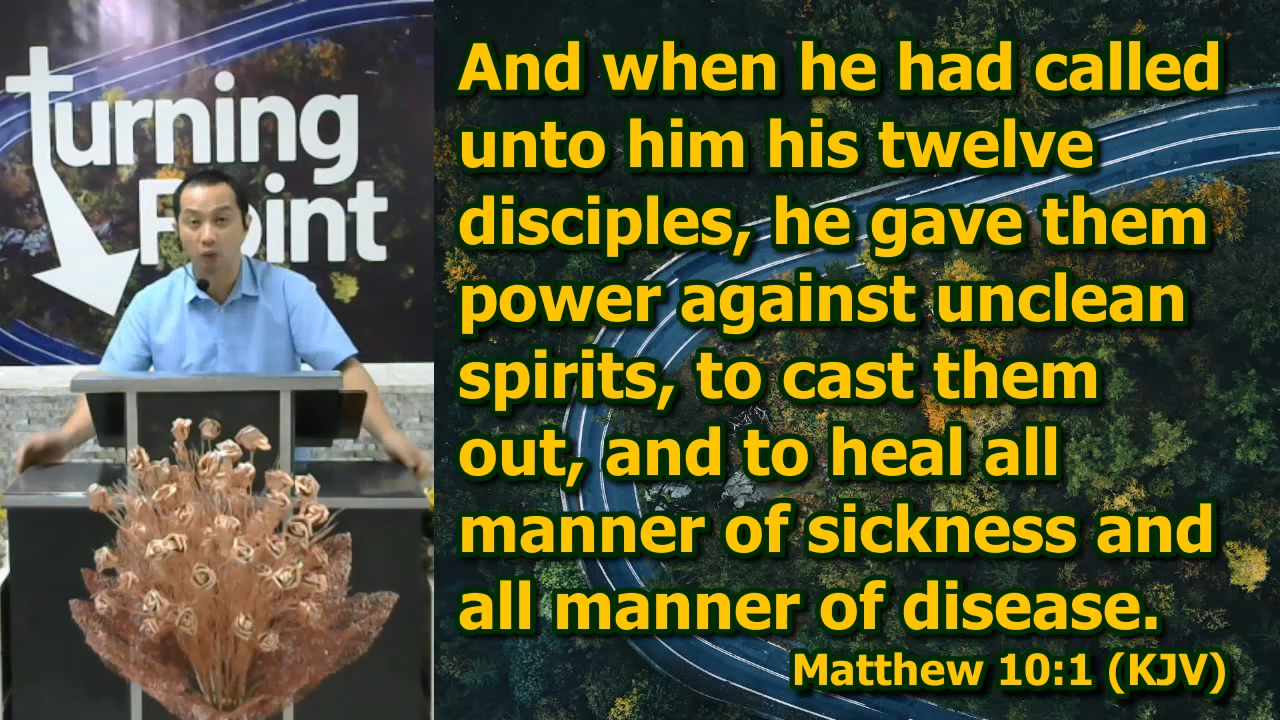 turning
Point
And when he had called
unto him his twelve
disciples, he gave them
power against unclean
spirits, to cast them
out, and to heal all
manner of sickness and
all manner of disease.
Matthew 10:1 (KJV)